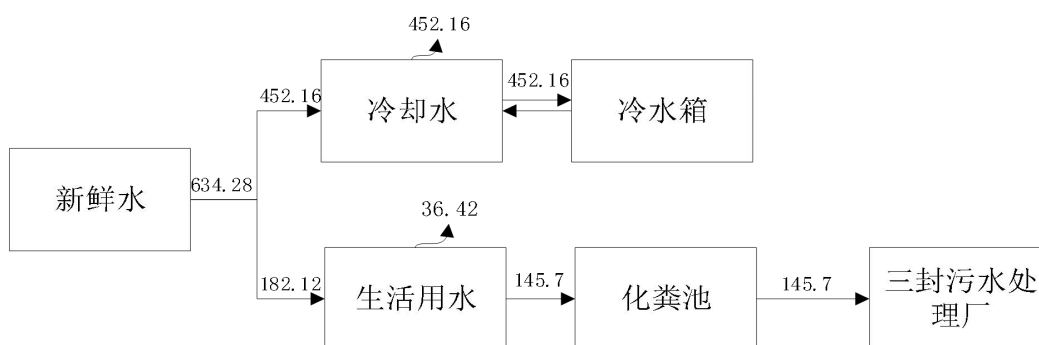 452.16
452.16
冷却水
452.16
冷水箱
新鲜水
634.28
36.42
182.12
生活用水
145.7
化粪池
145.7
三封污水处
理厂